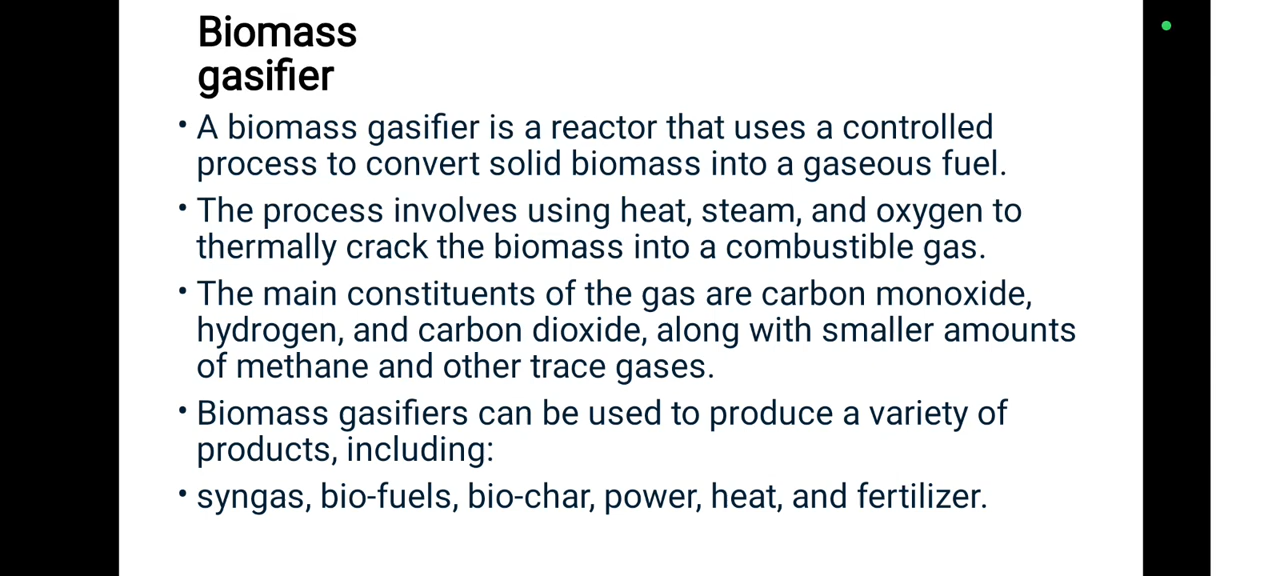 Biomass
gasifier
• A biomass gasifier is a reactor that uses a controlled
process to convert solid biomass into a gaseous fuel.
• The process involves using heat, steam, and oxygen to
thermally crack the biomass into a combustible gas.
• The main constituents of the gas are carbon monoxide,
hydrogen, and carbon dioxide, along with smaller amounts
of methane and other trace gases.
• Biomass gasifiers can be used to produce a variety of
products, including:
• syngas, bio-fuels, bio-char, power, heat, and fertilizer.